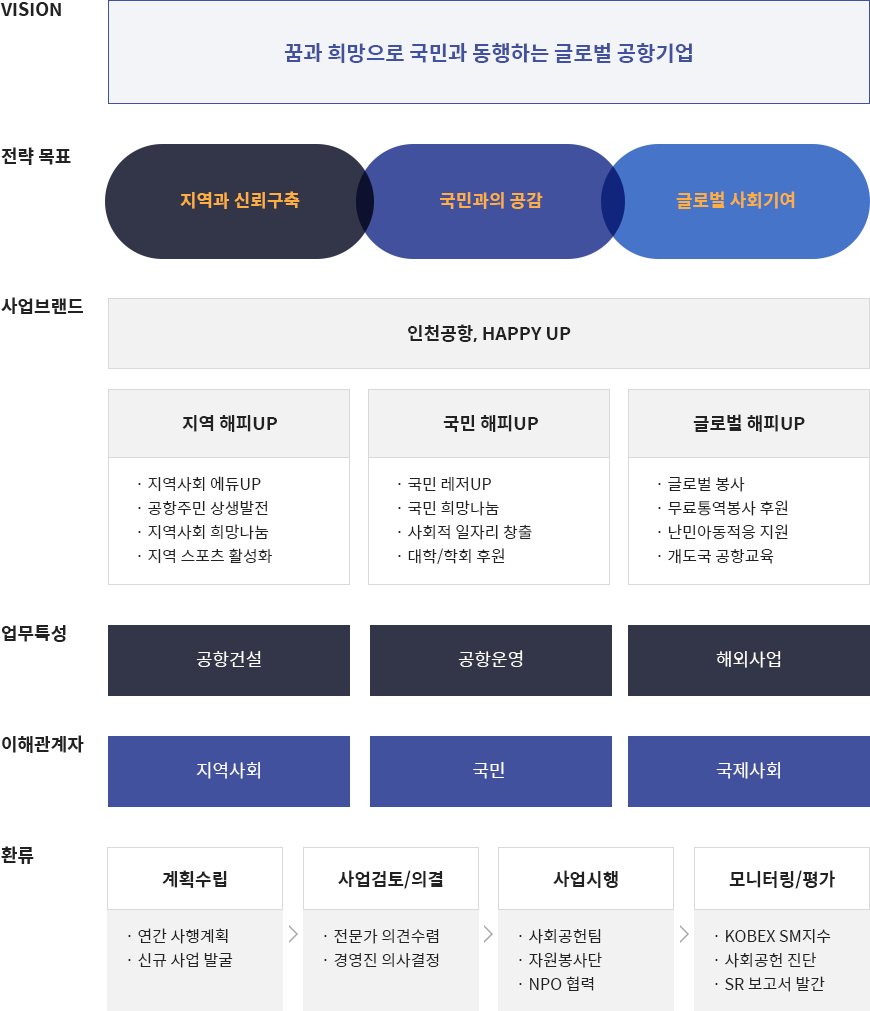 VISION
꿈과 희망으로 국민과 동행하는 글로벌 공항기업
전략 목표
지역과 신뢰구축
국민과의 공감
글로벌 사회기여
사업브랜드
인천공항, HAPPY UP
지역 해피UP
· 지역사회 에듀UP
· 공항주민 상생발전
· 지역사회 희망나눔
· 지역 스포츠 활성화
국민 해피UP
· 국민 레저UP
· 국민 희망나눔
· 사회적 일자리 창출
· 대학/학회 후원
글로벌 해피UP
· 글로벌 봉사
· 무료통역봉사 후원
· 난민아동적응 지원
· 개도국 공항교육
업무특성
공항건설
공항운영
해외사업
이해관계자
지역사회
국민
국제사회
환류
계획수립
· 연간 사행계획
· 신규 사업 발굴
사업검토/의결
· 전문가 의견수렴
· 경영진 의사결정
사업시행
· 사회공헌팀
· 자원봉사단
· NPO 협력
모니터링/평가
· KOBEX SM지수
· 사회공헌 진단
· SR 보고서 발간